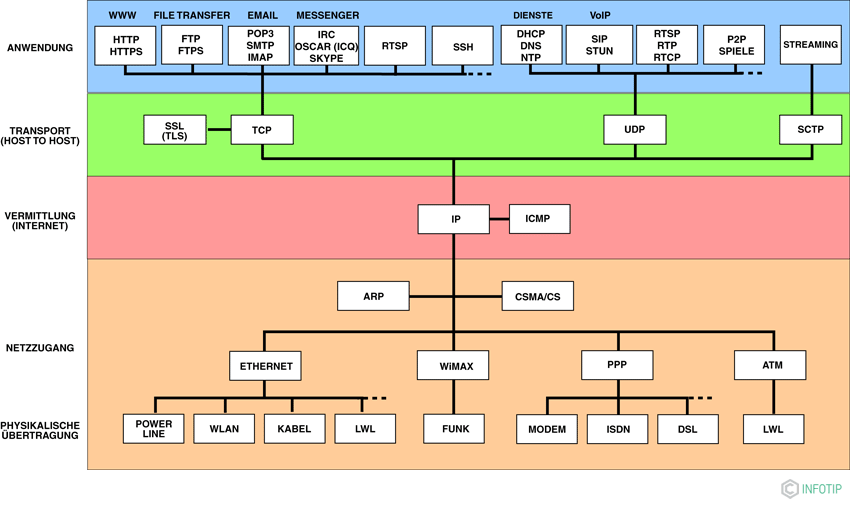 WWW
FILE TRANSFER
EMAIL
MESSENGER
DIENSTE
VoIP
ANWENDUNG
HTTP
HTTPS
FTP
FTPS
POP3
SMTP
IMAP
IRC
OSCAR (ICQ)
SKYPE
RTSP
SSH
DHCP
DNS
NTP
SIP
STUN
RTSP
RTP
RTCP
P2P
SPIELE
STREAMING
TRANSPORT
(HOST TO HOST)
SSL
(TLS)
TCP
UDP
SCTP
VERMITTLUNG
(INTERNET)
IP
ICMP
ARP
CSMA/CS
NETZZUGANG
ETHERNET
WiMAX
PPP
ATM
PHYSIKALISCHE
ÜBERTRAGUNG
POWER
LINE
WLAN
KABEL
LWL
FUNK
MODEM
ISDN
DSL
LWL
© INFOTIP